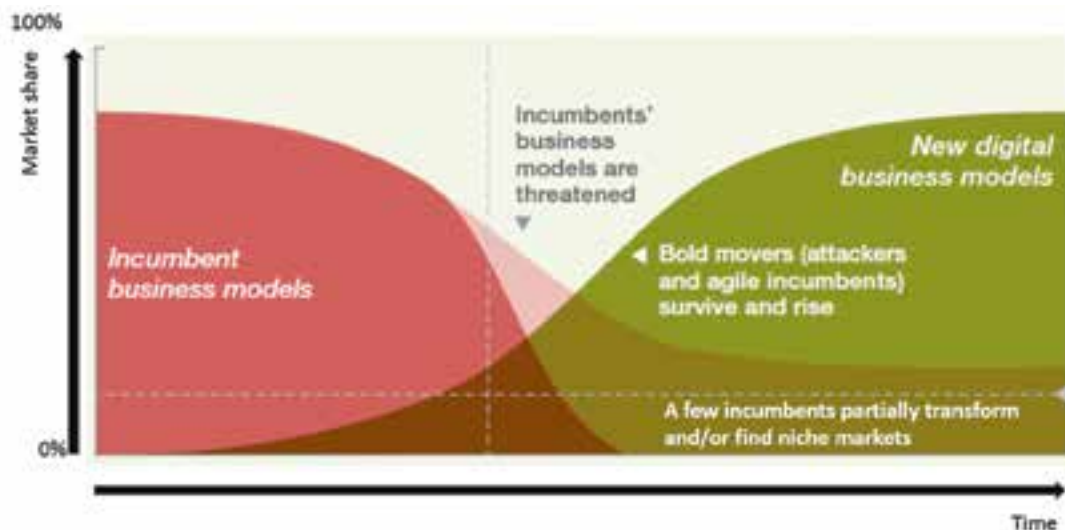 100%
Market share
Incumbents'
business
models are
threatened
New digital
business models
Incumbent
business models
Bold movers (attackers
and agile incumbents)
survive and rise
A few incumbents partially transform
and/or find niche markets
0%
Time